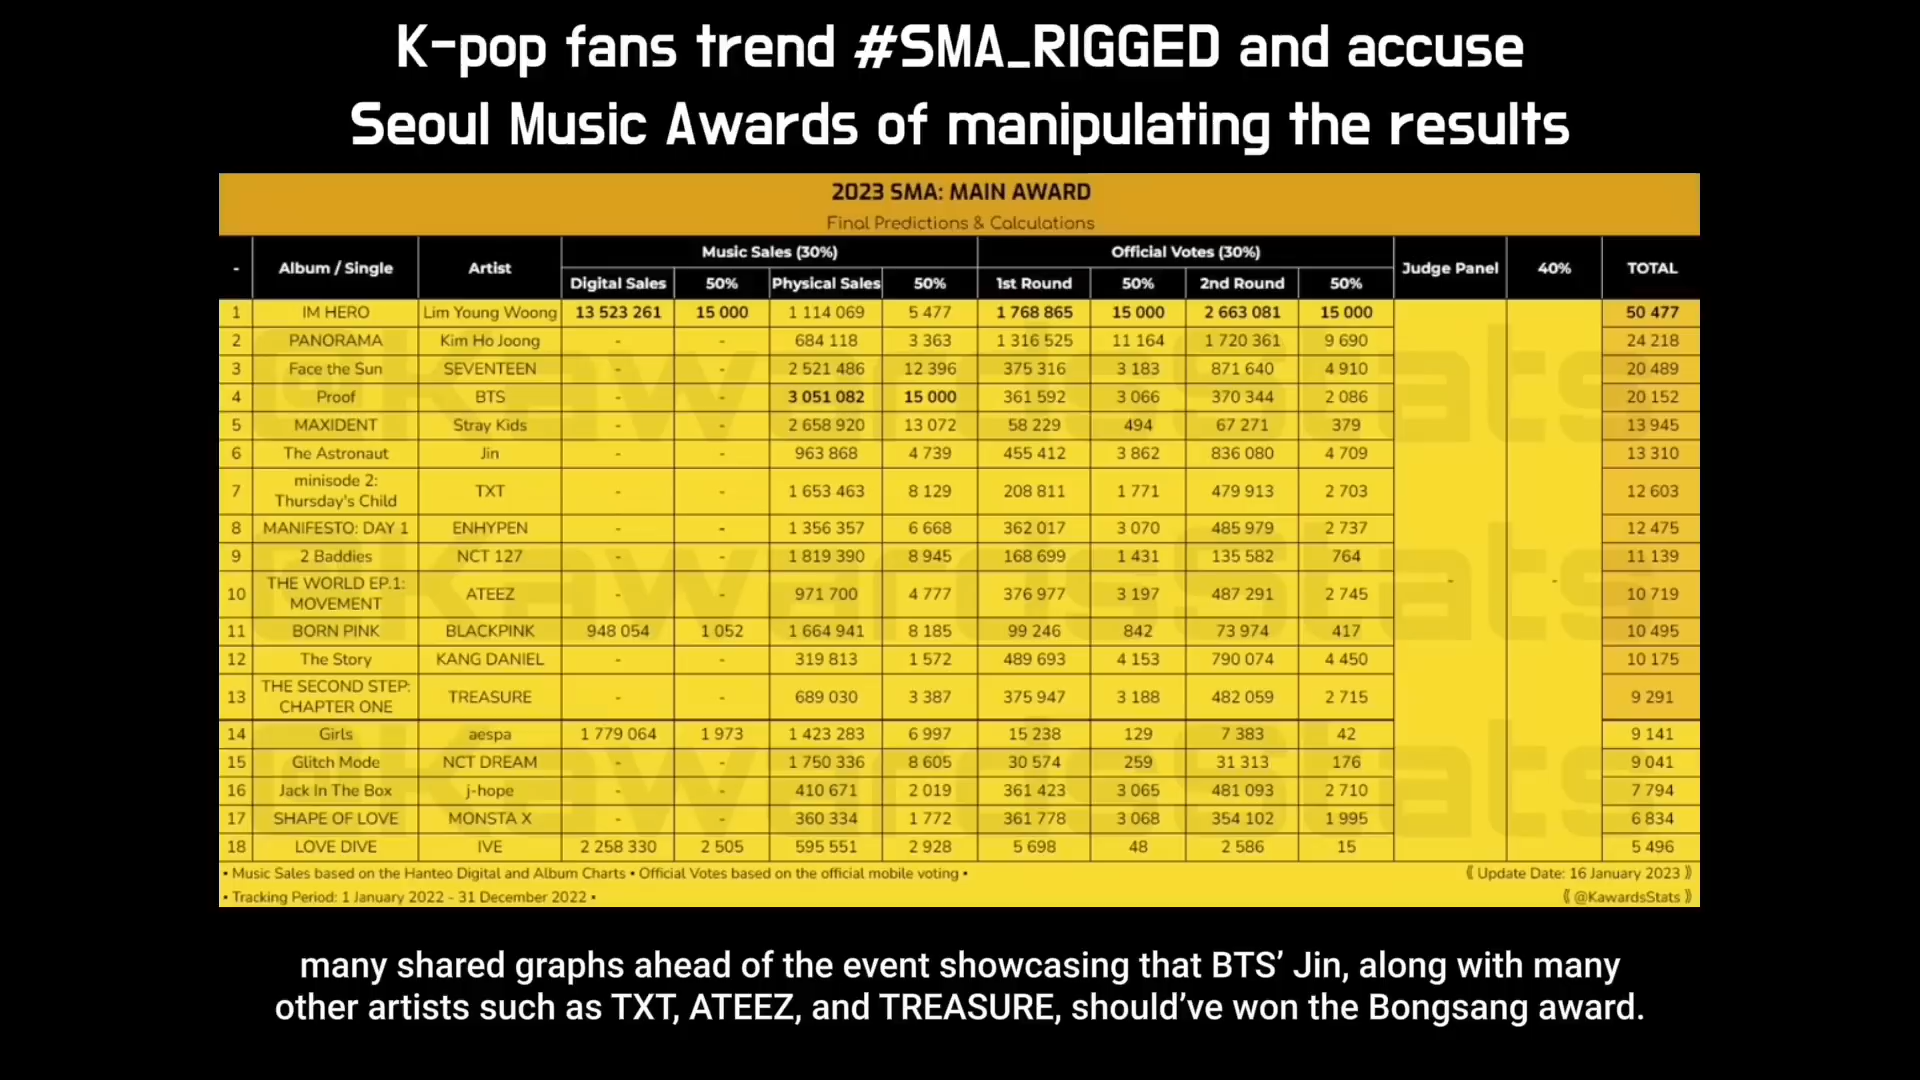 K-pop fans trend #SMA_RIGGED and accuse
Seoul Music Awards of manipulating the results
2023 SMA: MAIN AWARD
Final Predictions & Calculations
- Album / Single Artist Music Sales (30%) Official Votes (30%) Judge Panel 40% TOTAL
Digital Sales 50% Physical Sales 50% 1st Round 50% 2nd Round 50%
1 IM HERO Lim Young Woong 13 523 261 15 000 1 114 069 5 477 1 768 865 15 000 2 663 081 15 000 50 477
2 PANORAMA Kim Ho Joong - - 684 118 3 363 1 316 525 11 164 1 720 361 9 690 24 218
3 Face the Sun SEVENTEEN - - 2 521 486 12 396 375 316 3 183 871 640 4 910 20 489
4 Proof BTS - - 3 051 082 15 000 361 592 3 066 370 344 2 086 20 152
5 MAXIDENT Stray Kids - - 2 658 920 13 072 58 229 494 67 271 379 13 945
6 The Astronaut Jin - - 963 868 4 739 455 412 3 862 836 080 4 709 13 310
7 minisode 2: Thursday's Child TXT - - 1 653 463 8 129 208 811 1 771 479 913 2 703 12 603
8 MANIFESTO: DAY 1 ENHYPEN - - 1 356 357 6 668 362 017 3 070 485 979 2 737 12 475
9 2 Baddies NCT 127 - - 1 819 390 8 945 168 699 1 431 135 582 764 11 139
10 THE WORLD EP.1: MOVEMENT ATEEZ - - 971 700 4 777 376 977 3 197 487 291 2 745 - - 10 719
11 BORN PINK BLACKPINK 948 054 1 052 1 664 941 8 185 99 246 842 73 974 417 10 495
12 The Story KANG DANIEL - - 319 813 1 572 489 693 4 153 790 074 4 450 10 175
13 THE SECOND STEP: CHAPTER ONE TREASURE - - 689 030 3 387 375 947 3 188 482 059 2 715 9 291
14 Girls aespa 1 779 064 1 973 1 423 283 6 997 15 238 129 7 383 42 9 141
15 Glitch Mode NCT DREAM - - 1 750 336 8 605 30 574 259 31 313 176 9 041
16 Jack In The Box j-hope - - 410 671 2 019 361 423 3 065 481 093 2 710 7 794
17 SHAPE OF LOVE MONSTA X - - 360 334 1 772 361 778 3 068 354 102 1 995 6 834
18 LOVE DIVE IVE 2 258 330 2 505 595 551 2 928 5 698 48 2 586 15 5 496
• Music Sales based on the Hanteo Digital and Album Charts • Official Votes based on the official mobile voting • ⟪ Update Date: 16 January 2023 ⟫
• Tracking Period: 1 January 2022 - 31 December 2022 • ⟪ @KawardsStats ⟫
many shared graphs ahead of the event showcasing that BTS’ Jin, along with many
other artists such as TXT, ATEEZ, and TREASURE, should’ve won the Bongsang award.